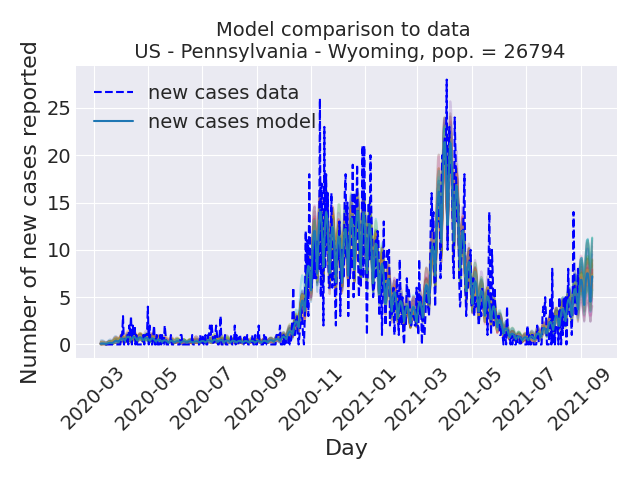 Model comparison to data
US - Pennsylvania - Wyoming, pop. = 26794
Number of new cases reported
25
20
15
10
5
0
new cases data
new cases model
2020-03
2020-05
2020-07
2020-09
2020-11
2021-01
2021-03
2021-05
2021-07
2021-09
Day